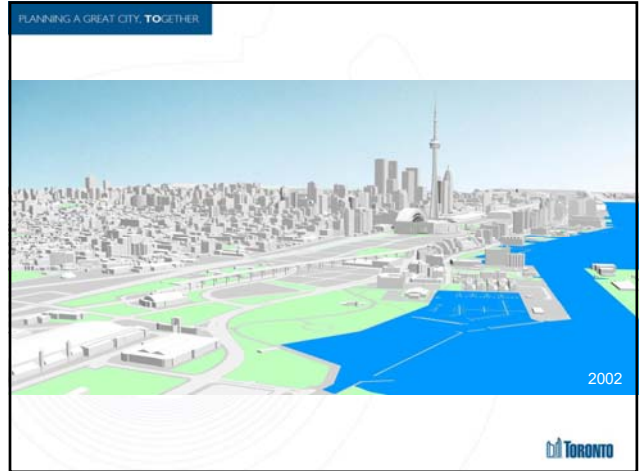 PLANNING A GREAT CITY, TOGETHER
2002
TORONTO